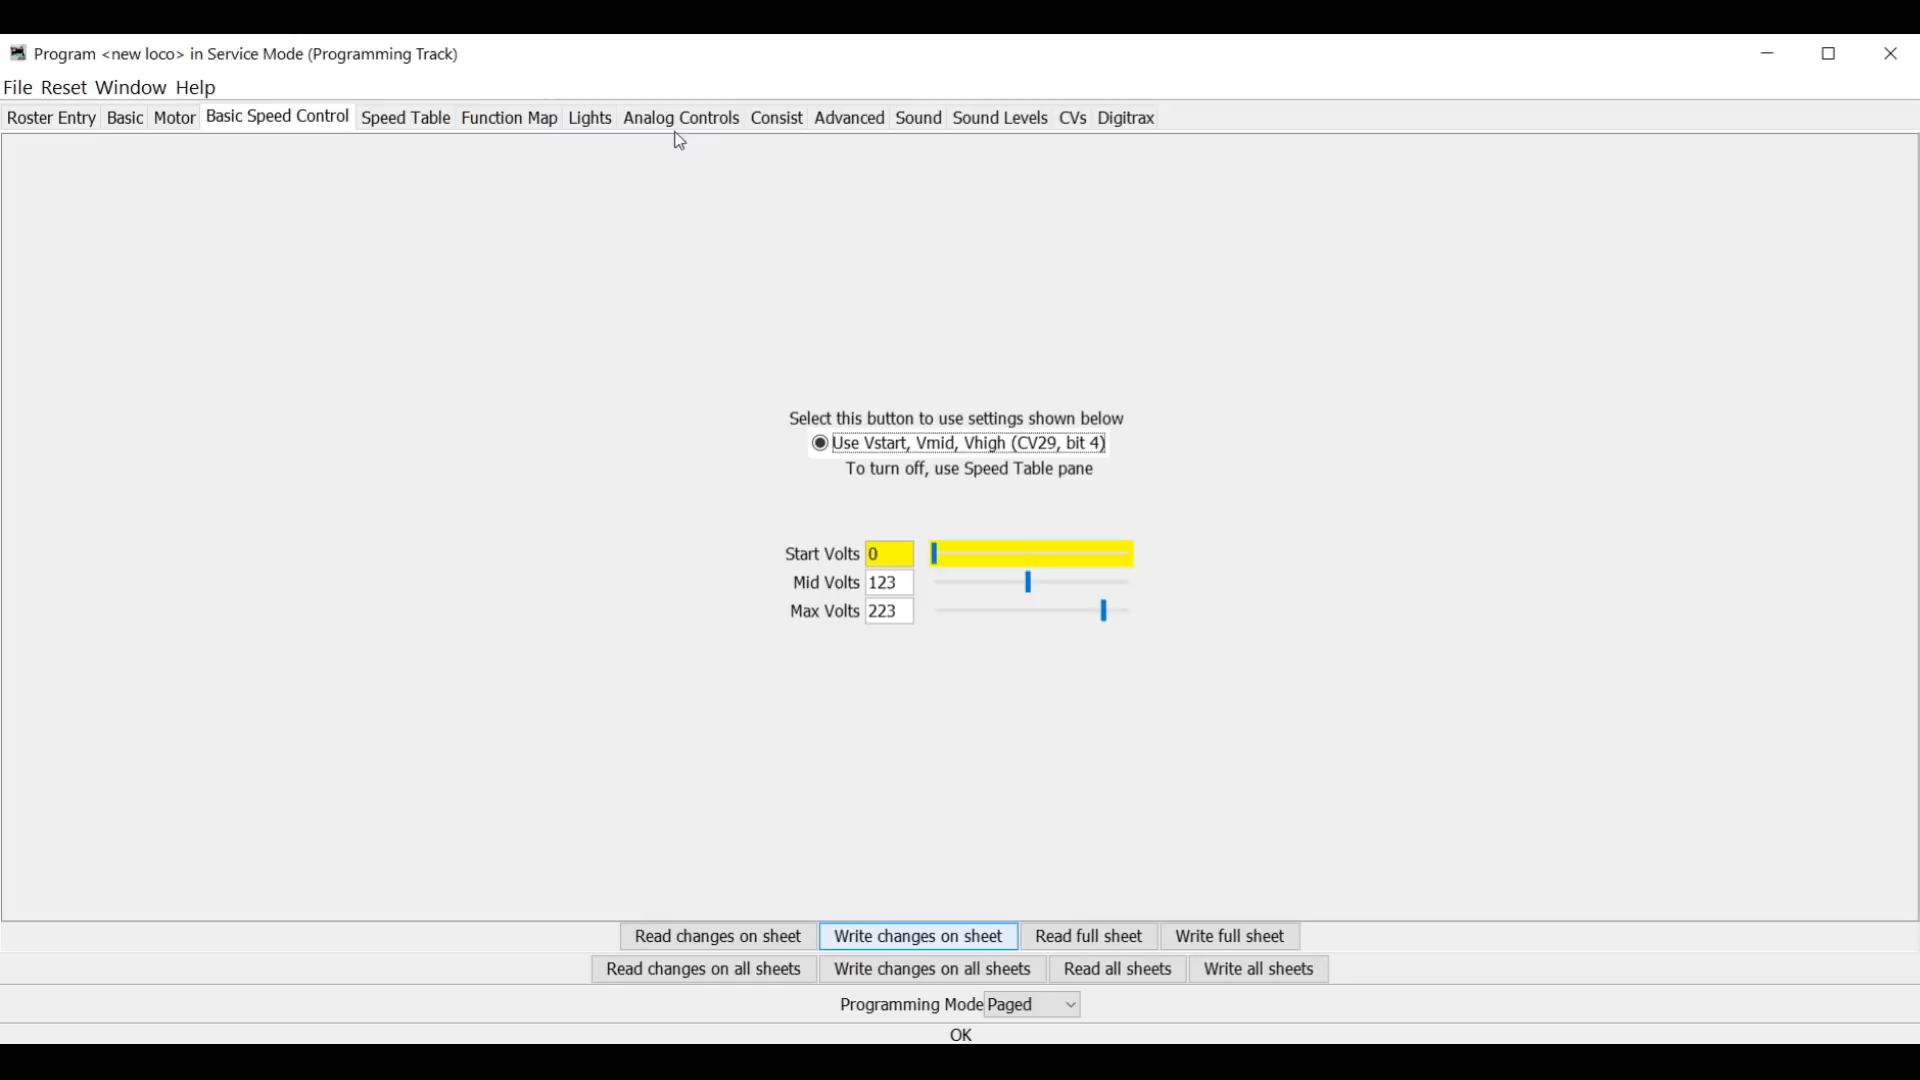 Program <new loco> in Service Mode (Programming Track)
File Reset Window Help
Roster Entry Basic Motor Basic Speed Control Speed Table Function Map Lights Analog Controls Consist Advanced Sound Sound Levels CVs Digitrax
Select this button to use settings shown below
Use Vstart, Vmid, Vhigh (CV29, bit 4)
To turn off, use Speed Table pane
Start Volts 0
Mid Volts 123
Max Volts 223
Read changes on sheet Write changes on sheet Read full sheet Write full sheet
Read changes on all sheets Write changes on all sheets Read all sheets Write all sheets
Programming Mode Paged
OK